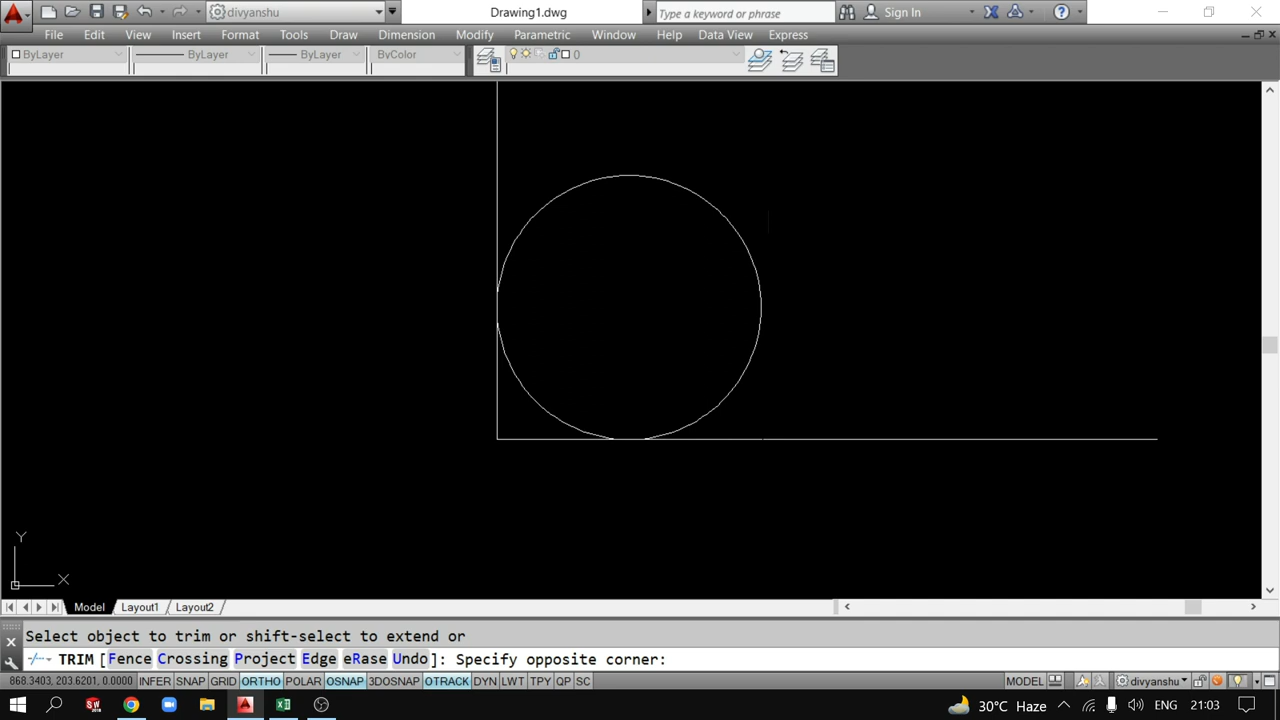 divyanshu
Drawing1.dwg
Type a keyword or phrase
Sign In
File Edit View Insert Format Tools Draw Dimension Modify Parametric Window Help Data View Express
ByLayer ByLayer ByLayer ByColor 0
Y
X
Model Layout1 Layout2
Select object to trim or shift-select to extend or
TRIM [Fence Crossing Project Edge eRase Undo]: Specify opposite corner:
868.3403, 203.6201, 0.0000 INFER SNAP GRID ORTHO POLAR OSNAP 3DOSNAP OTRACK DYN LWT TPY QP SC MODEL divyanshu
30°C Haze ENG 21:03